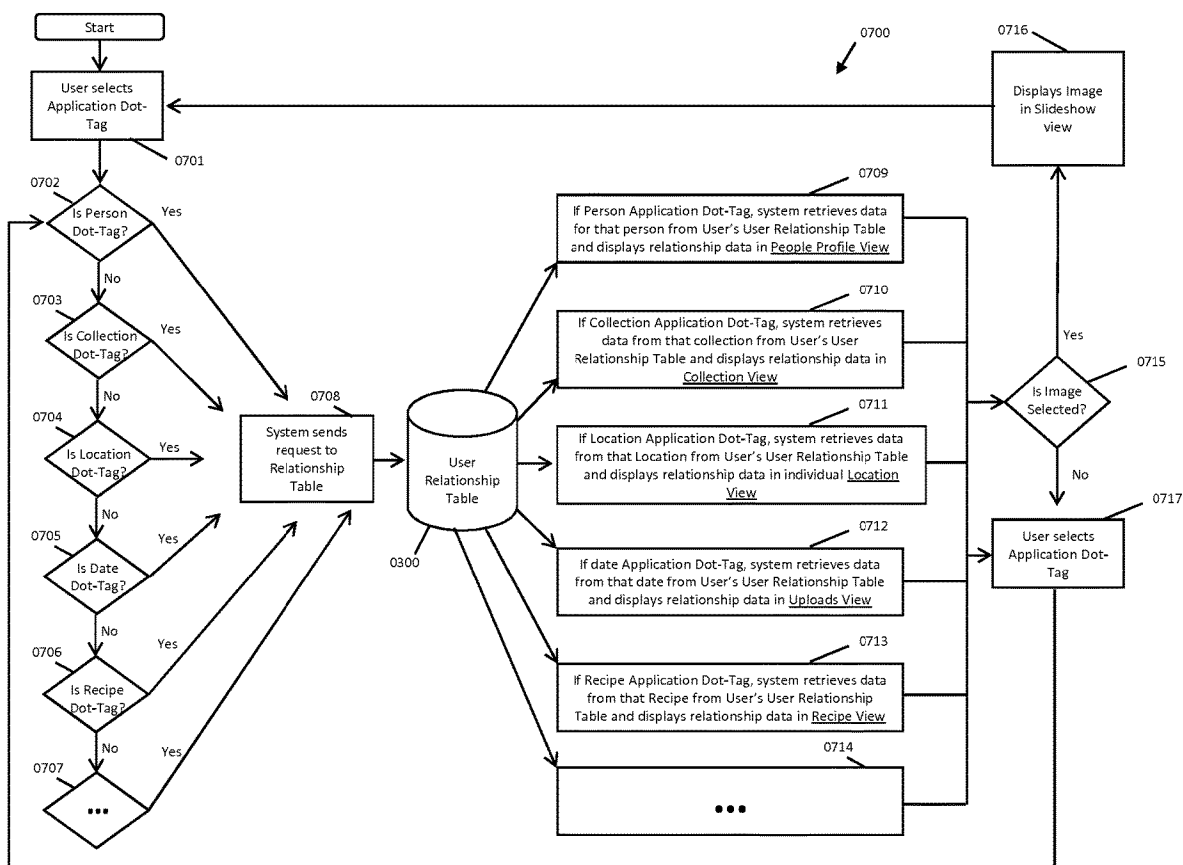 Start
0700
0716
User selects
Application Dot-
Tag
0701
Displays Image
in Slideshow
view
0702
Is Person
Dot-Tag?
Yes
No
0703
Is Collection
Dot-Tag?
Yes
No
0704
Is Location
Dot-Tag?
Yes
No
0705
Is Date
Dot-Tag?
Yes
No
0706
Is Recipe
Dot-Tag?
Yes
No
0707
...
Yes
0708
System sends
request to
Relationship
Table
User
Relationship
Table
0300
0709
If Person Application Dot-Tag, system retrieves data
for that person from User's User Relationship Table
and displays relationship data in People Profile View
0710
If Collection Application Dot-Tag, system retrieves
data from that collection from User's User
Relationship Table and displays relationship data in
Collection View
0711
If Location Application Dot-Tag, system retrieves data
from that Location from User's User Relationship Table
and displays relationship data in individual Location
View
0712
If date Application Dot-Tag, system retrieves data
from that date from User's User Relationship Table
and displays relationship data in Uploads View
0713
If Recipe Application Dot-Tag, system retrieves data
from that Recipe from User's User Relationship
Table and displays relationship data in Recipe View
0714
...
Yes
0715
Is Image
Selected?
No
0717
User selects
Application Dot-
Tag